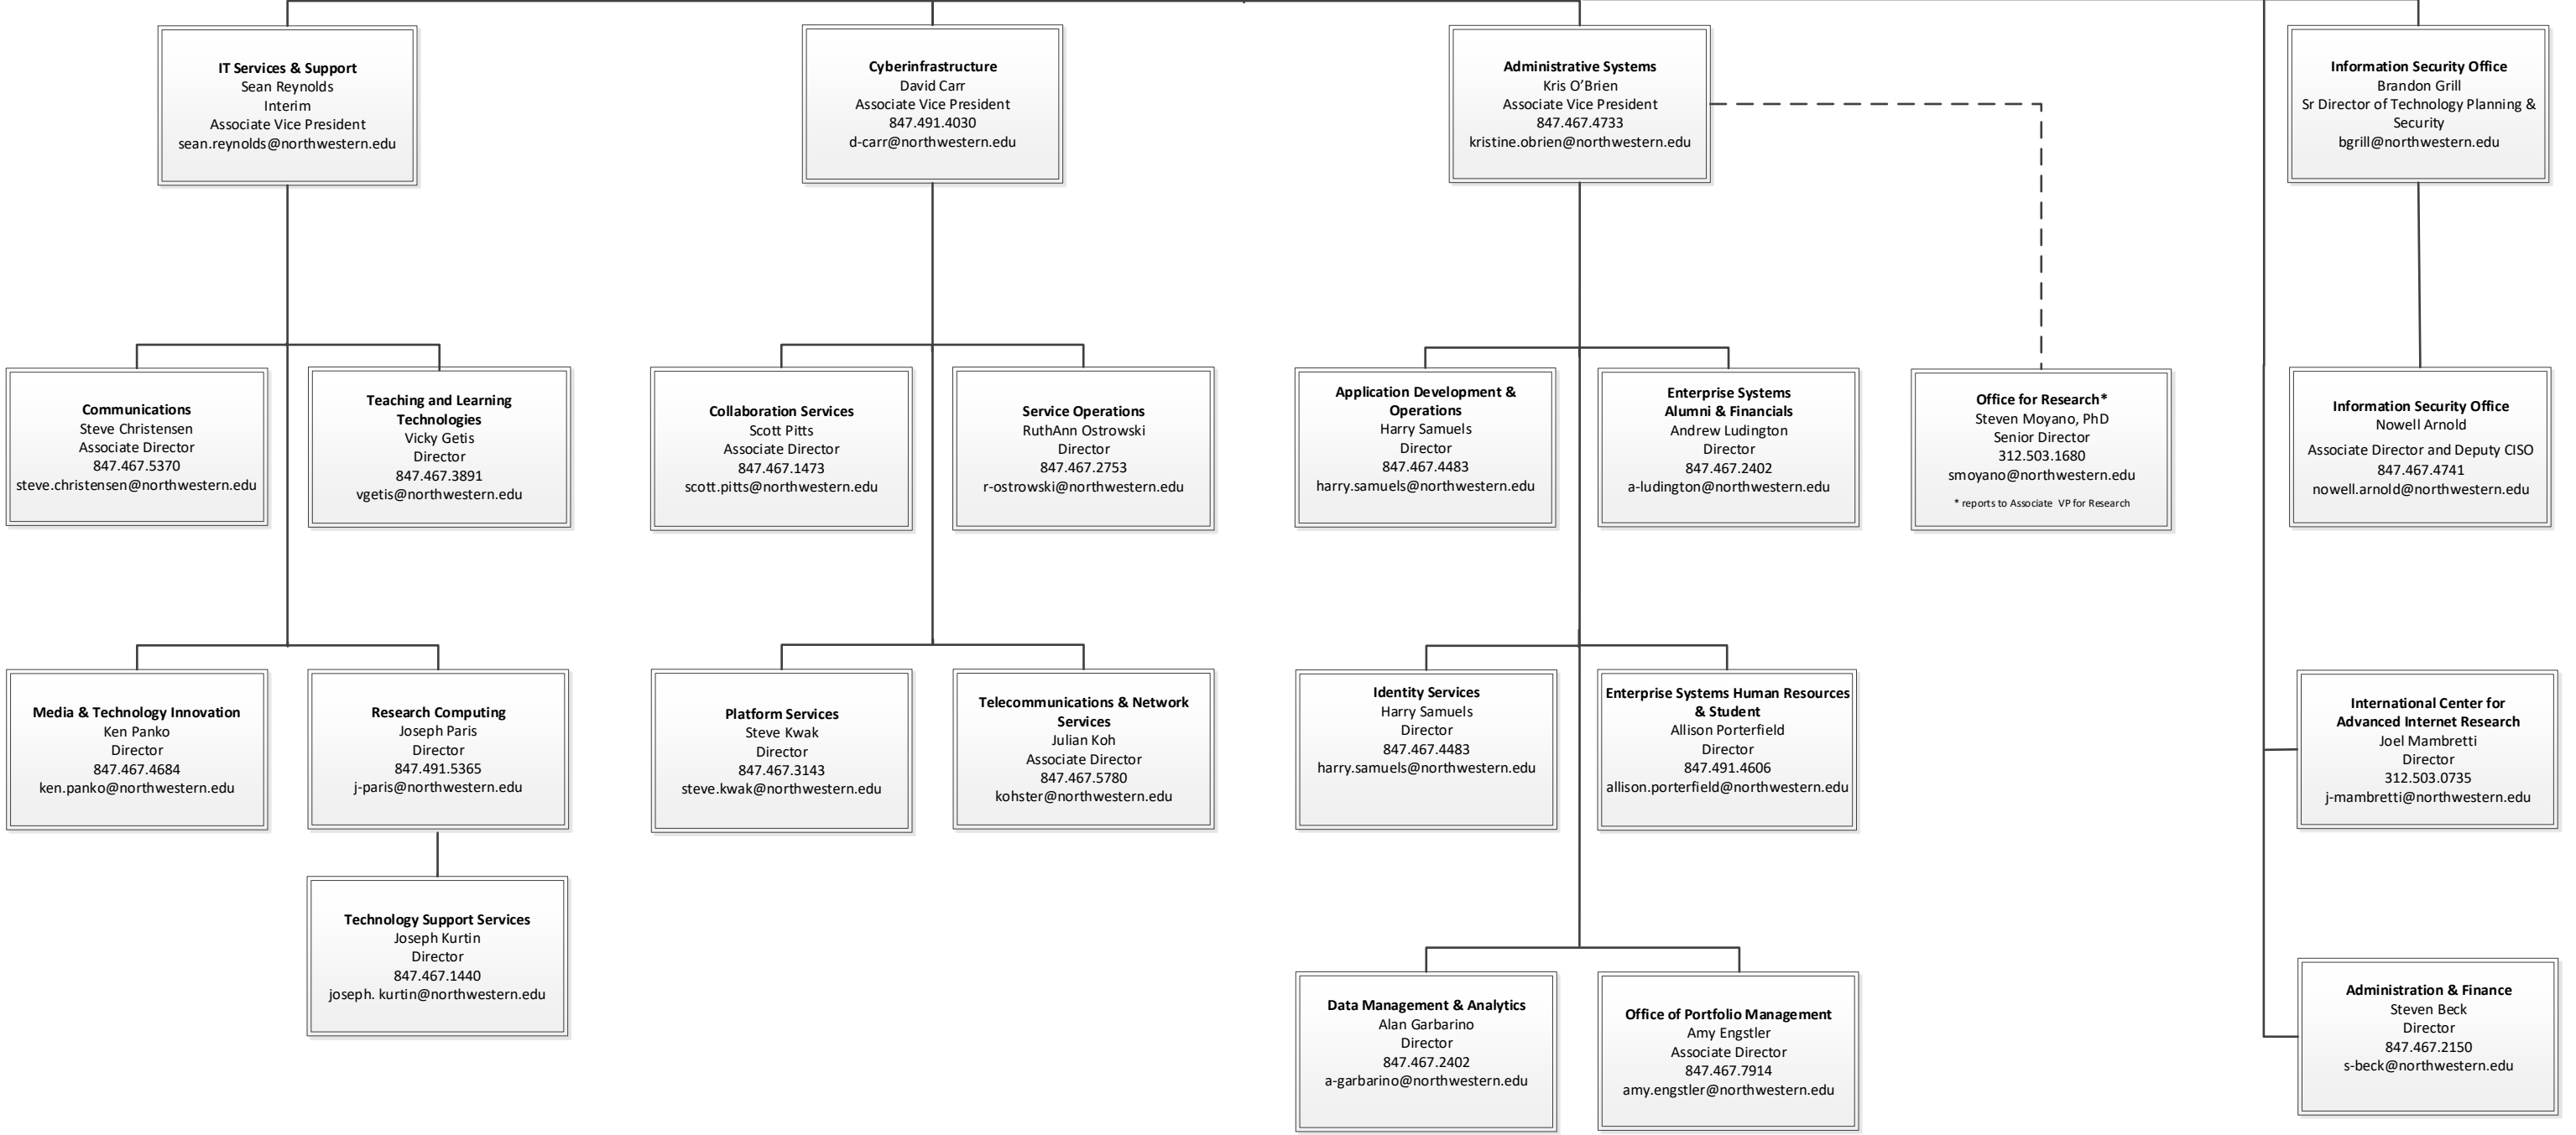 IT Services & Support
Sean Reynolds
Interim
Associate Vice President
sean.reynolds@northwestern.edu
Cyberinfrastructure
David Carr
Associate Vice President
847.491.4030
d-carr@northwestern.edu
Administrative Systems
Kris O’Brien
Associate Vice President
847.467.4733
kristine.obrien@northwestern.edu
Information Security Office
Brandon Grill
Sr Director of Technology Planning &
Security
bgrill@northwestern.edu
Communications
Steve Christensen
Associate Director
847.467.5370
steve.christensen@northwestern.edu
Teaching and Learning
Technologies
Vicky Getis
Director
847.467.3891
vgetis@northwestern.edu
Collaboration Services
Scott Pitts
Associate Director
847.467.1473
scott.pitts@northwestern.edu
Service Operations
RuthAnn Ostrowski
Director
847.467.2753
r-ostrowski@northwestern.edu
Application Development &
Operations
Harry Samuels
Director
847.467.4483
harry.samuels@northwestern.edu
Enterprise Systems
Alumni & Financials
Andrew Ludington
Director
847.467.2402
a-ludington@northwestern.edu
Office for Research*
Steven Moyano, PhD
Senior Director
312.503.1680
smoyano@northwestern.edu
* reports to Associate VP for Research
Information Security Office
Nowell Arnold
Associate Director and Deputy CISO
847.467.4741
nowell.arnold@northwestern.edu
Media & Technology Innovation
Ken Panko
Director
847.467.4684
ken.panko@northwestern.edu
Research Computing
Joseph Paris
Director
847.491.5365
j-paris@northwestern.edu
Platform Services
Steve Kwak
Director
847.467.3143
steve.kwak@northwestern.edu
Telecommunications & Network
Services
Julian Koh
Associate Director
847.467.5780
kohster@northwestern.edu
Identity Services
Harry Samuels
Director
847.467.4483
harry.samuels@northwestern.edu
Enterprise Systems Human Resources
& Student
Allison Porterfield
Director
847.491.4606
allison.porterfield@northwestern.edu
International Center for
Advanced Internet Research
Joel Mambretti
Director
312.503.0735
j-mambretti@northwestern.edu
Technology Support Services
Joseph Kurtin
Director
847.467.1440
joseph. kurtin@northwestern.edu
Data Management & Analytics
Alan Garbarino
Director
847.467.2402
a-garbarino@northwestern.edu
Office of Portfolio Management
Amy Engstler
Associate Director
847.467.7914
amy.engstler@northwestern.edu
Administration & Finance
Steven Beck
Director
847.467.2150
s-beck@northwestern.edu